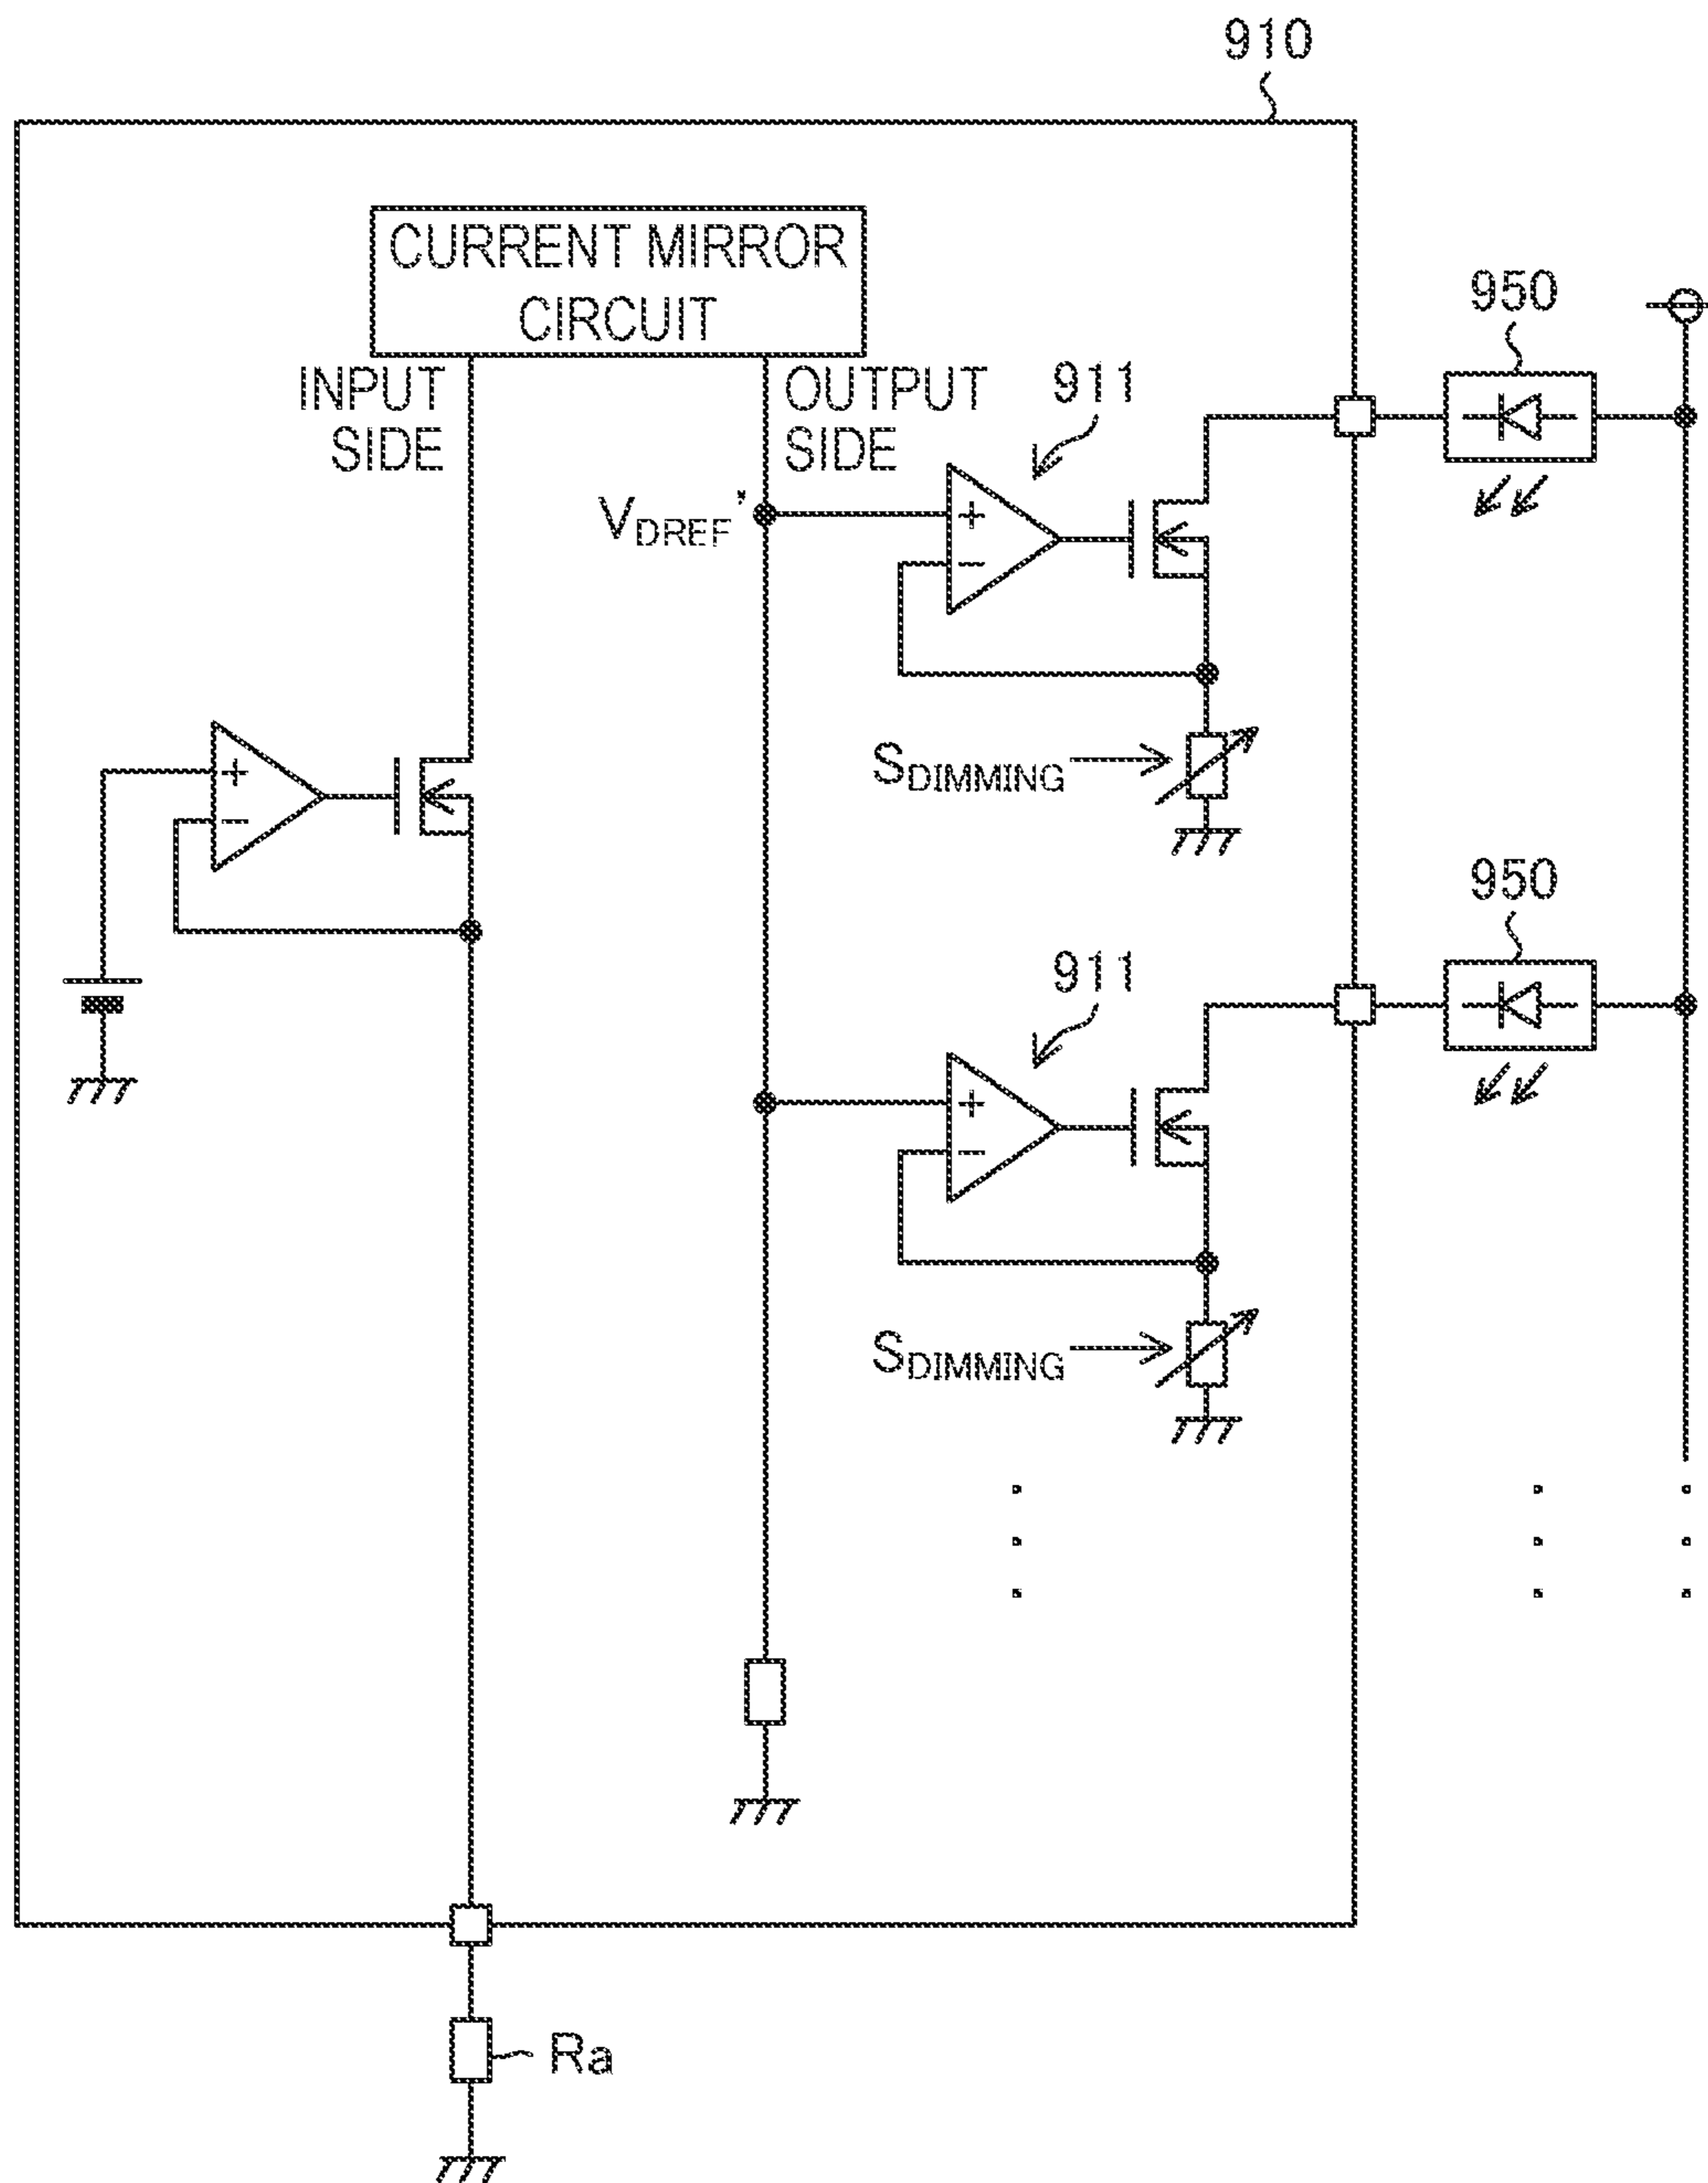 910
CURRENT MIRROR
CIRCUIT
950
INPUT
SIDE
OUTPUT
SIDE
911
V_DREF'
+
−
S_DIMMING
+
−
950
911
+
−
S_DIMMING
Ra